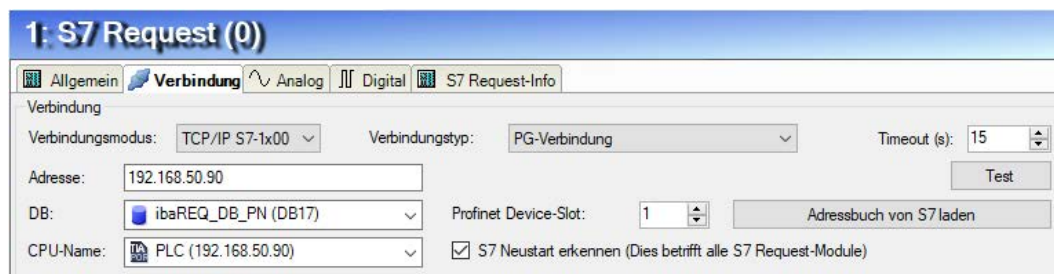 1: S7 Request (0)
Allgemein Verbindung Analog Digital S7 Request-Info
Verbindung
Verbindungsmodus: TCP/IP S7-1x00 Verbindungstyp: PG-Verbindung Timeout (s): 15
Adresse: 192.168.50.90 Test
DB: ibaREQ_DB_PN (DB17) Profinet Device-Slot: 1 Adressbuch von S7 laden
CPU-Name: PLC (192.168.50.90) S7 Neustart erkennen (Dies betrifft alle S7 Request-Module)